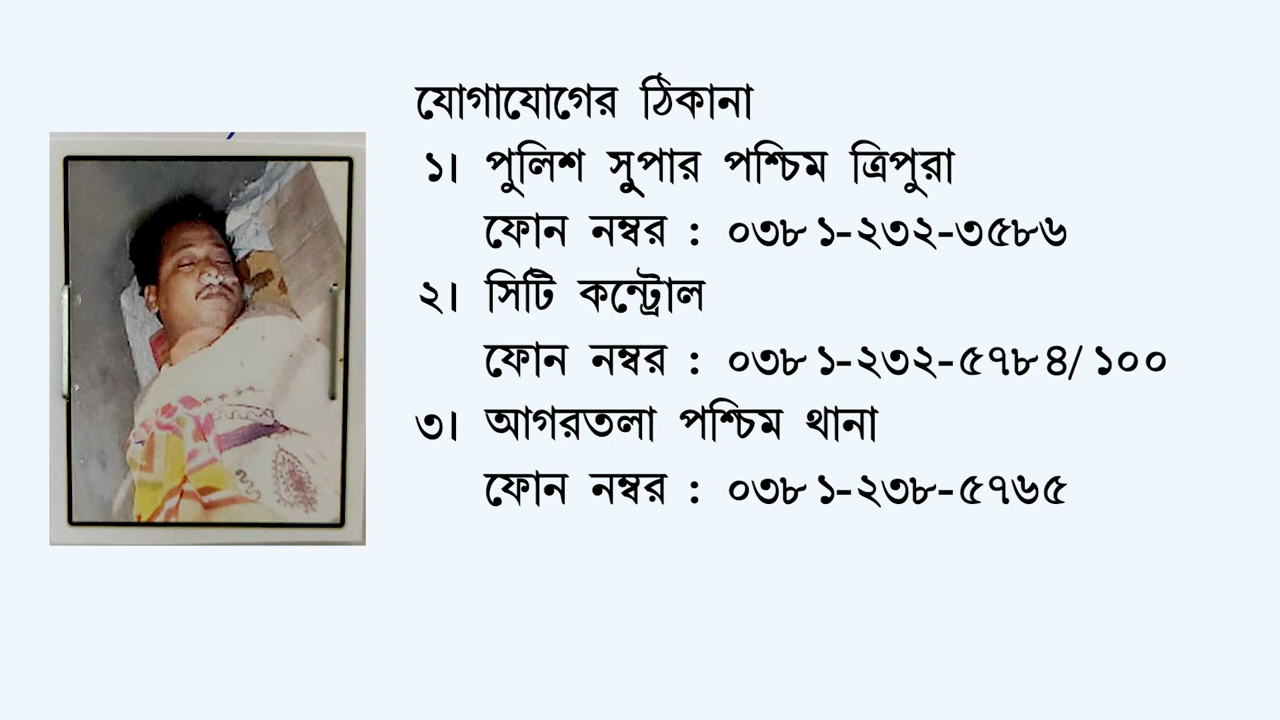 যোগাযোগের ঠিকানা
১। পুলিশ সুপার পশ্চিম ত্রিপুরা
ফোন নম্বর : ০৩৮১-২৩২-৩৫৮৬
২। সিটি কন্ট্রোল
ফোন নম্বর : ০৩৮১-২৩২-৫৭৮৪/১০০
৩। আগরতলা পশ্চিম থানা
ফোন নম্বর : ০৩৮১-২৩৮-৫৭৬৫